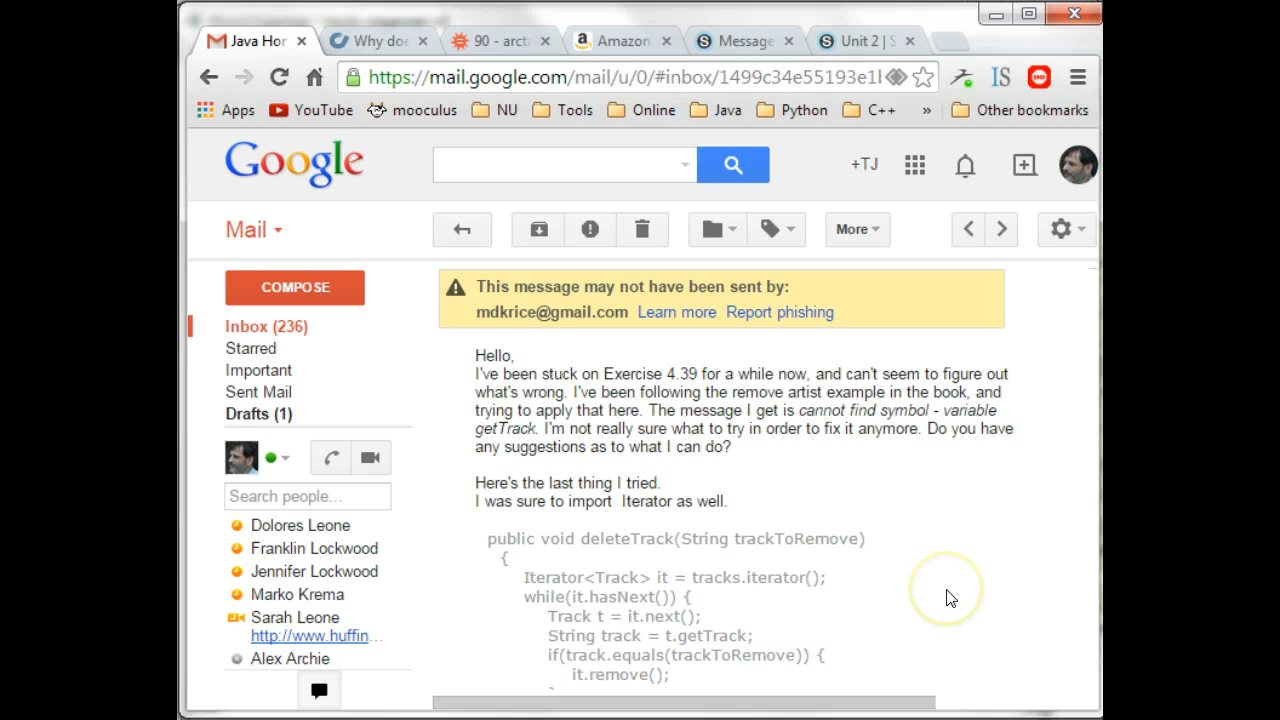 Java Hor
Why doe
90 - arcta
Amazon
Message
Unit 2 | S
https://mail.google.com/mail/u/0/#inbox/1499c34e55193e1
IS
Apps
YouTube
mooculus
NU
Tools
Online
Java
Python
C++
»
Other bookmarks
Google
+TJ
Mail
More
COMPOSE
This message may not have been sent by:
mdkrice@gmail.com Learn more Report phishing
Inbox (236)
Starred
Important
Sent Mail
Drafts (1)
Search people...
Dolores Leone
Franklin Lockwood
Jennifer Lockwood
Marko Krema
Sarah Leone
http://www.huffin...
Alex Archie
Hello,
I've been stuck on Exercise 4.39 for a while now, and can't seem to figure out
what's wrong. I've been following the remove artist example in the book, and
trying to apply that here. The message I get is cannot find symbol - variable
getTrack. I'm not really sure what to try in order to fix it anymore. Do you have
any suggestions as to what I can do?
Here's the last thing I tried.
I was sure to import Iterator as well.
public void deleteTrack(String trackToRemove)
{
Iterator<Track> it = tracks.iterator();
while(it.hasNext()) {
Track t = it.next();
String track = t.getTrack;
if(track.equals(trackToRemove)) {
it.remove();